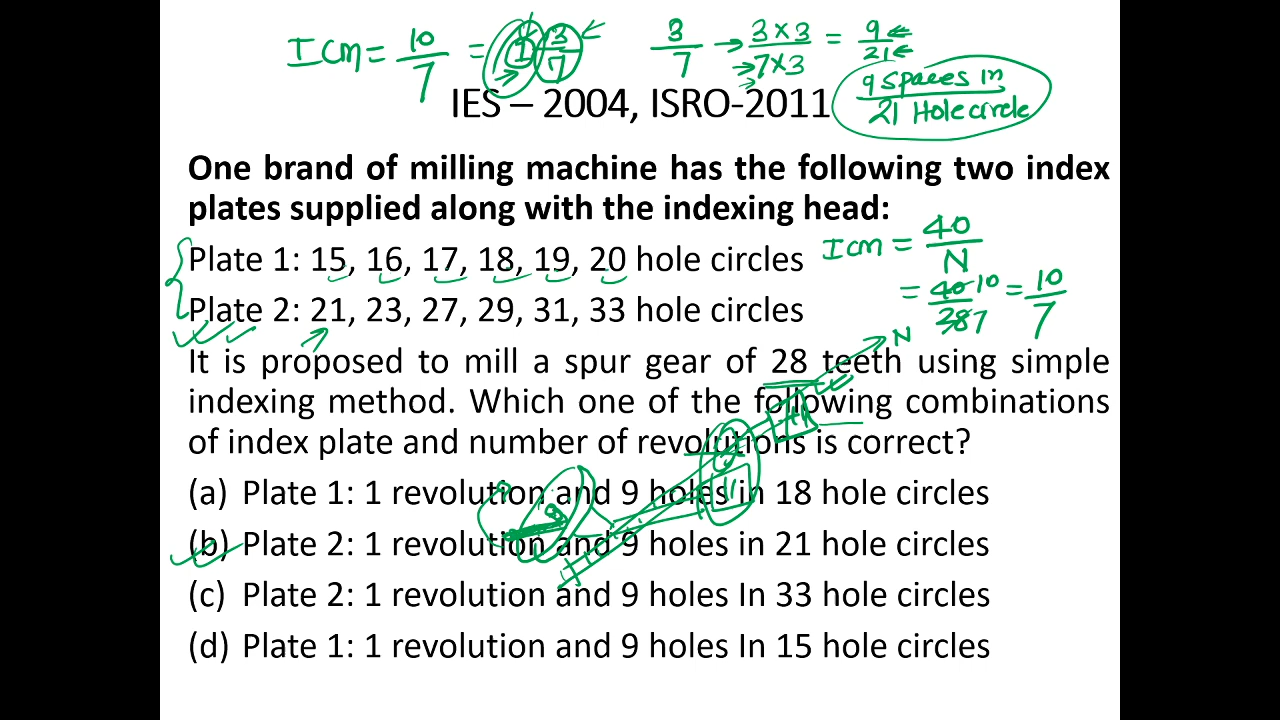 ICM = 10/7 = 1 3/7
3/7 → 3×3/7×3 = 9/21
9 spaces in
21 Hole circle
IES – 2004, ISRO-2011
One brand of milling machine has the following two index
plates supplied along with the indexing head:
Plate 1: 15, 16, 17, 18, 19, 20 hole circles
Plate 2: 21, 23, 27, 29, 31, 33 hole circles
ICM = 40/N
= 40/28 10/7 = 10/7
N
It is proposed to mill a spur gear of 28 teeth using simple
indexing method. Which one of the following combinations
of index plate and number of revolutions is correct?
(a) Plate 1: 1 revolution and 9 holes in 18 hole circles
(b) Plate 2: 1 revolution and 9 holes in 21 hole circles
(c) Plate 2: 1 revolution and 9 holes In 33 hole circles
(d) Plate 1: 1 revolution and 9 holes In 15 hole circles